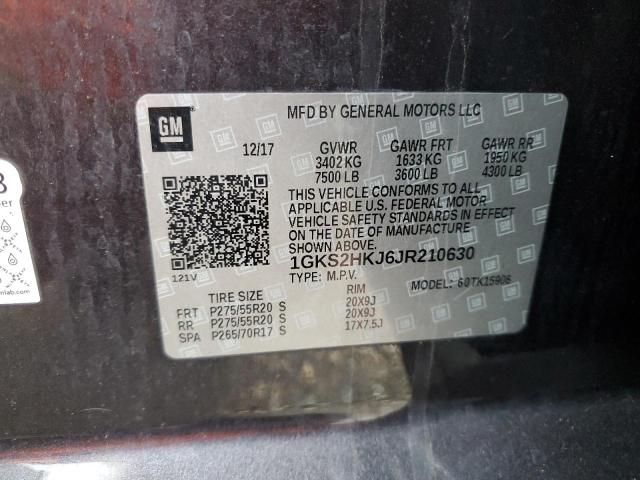 GM
MFD BY GENERAL MOTORS LLC
12/17 GVWR GAWR FRT GAWR RR
3402 KG 1633 KG 1950 KG
7500 LB 3600 LB 4300 LB
THIS VEHICLE CONFORMS TO ALL
APPLICABLE U.S. FEDERAL MOTOR
VEHICLE SAFETY STANDARDS IN EFFECT
ON THE DATE OF MANUFACTURE
SHOWN ABOVE.
1GKS2HKJ6JR210630
121V TYPE: M.P.V.
MODEL: 60TK15906
TIRE SIZE RIM
FRT P275/55R20 S 20X9J
RR P275/55R20 S 20X9J
SPA P265/70R17 S 17X7.5J